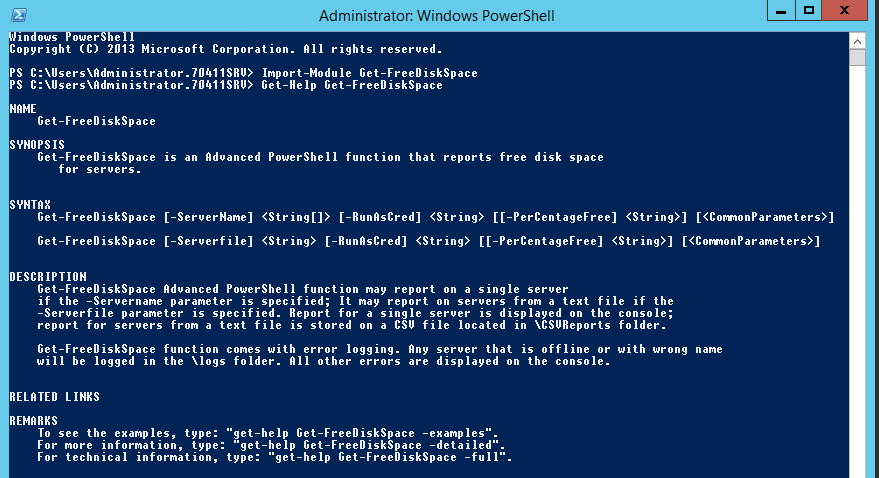 Administrator: Windows PowerShell
Windows PowerShell
Copyright (C) 2013 Microsoft Corporation. All rights reserved.
PS C:\Users\Administrator.70411SRV> Import-Module Get-FreeDiskSpace
PS C:\Users\Administrator.70411SRV> Get-Help Get-FreeDiskSpace
NAME
Get-FreeDiskSpace
SYNOPSIS
Get-FreeDiskSpace is an Advanced PowerShell function that reports free disk space
for servers.
SYNTAX
Get-FreeDiskSpace [-ServerName] <String[]> [-RunAsCred] <String> [[-PerCentageFree] <String>] [<CommonParameters>]
Get-FreeDiskSpace [-Serverfile] <String> [-RunAsCred] <String> [[-PerCentageFree] <String>] [<CommonParameters>]
DESCRIPTION
Get-FreeDiskSpace Advanced PowerShell function may report on a single server
if the -Servername parameter is specified; It may report on servers from a text file if the
-Serverfile parameter is specified. Report for a single server is displayed on the console;
report for servers from a text file is stored on a CSV file located in \CSVReports folder.
Get-FreeDiskSpace function comes with error logging. Any server that is offline or with wrong name
will be logged in the \logs folder. All other errors are displayed on the console.
RELATED LINKS
REMARKS
To see the examples, type: "get-help Get-FreeDiskSpace -examples".
For more information, type: "get-help Get-FreeDiskSpace -detailed".
For technical information, type: "get-help Get-FreeDiskSpace -full".